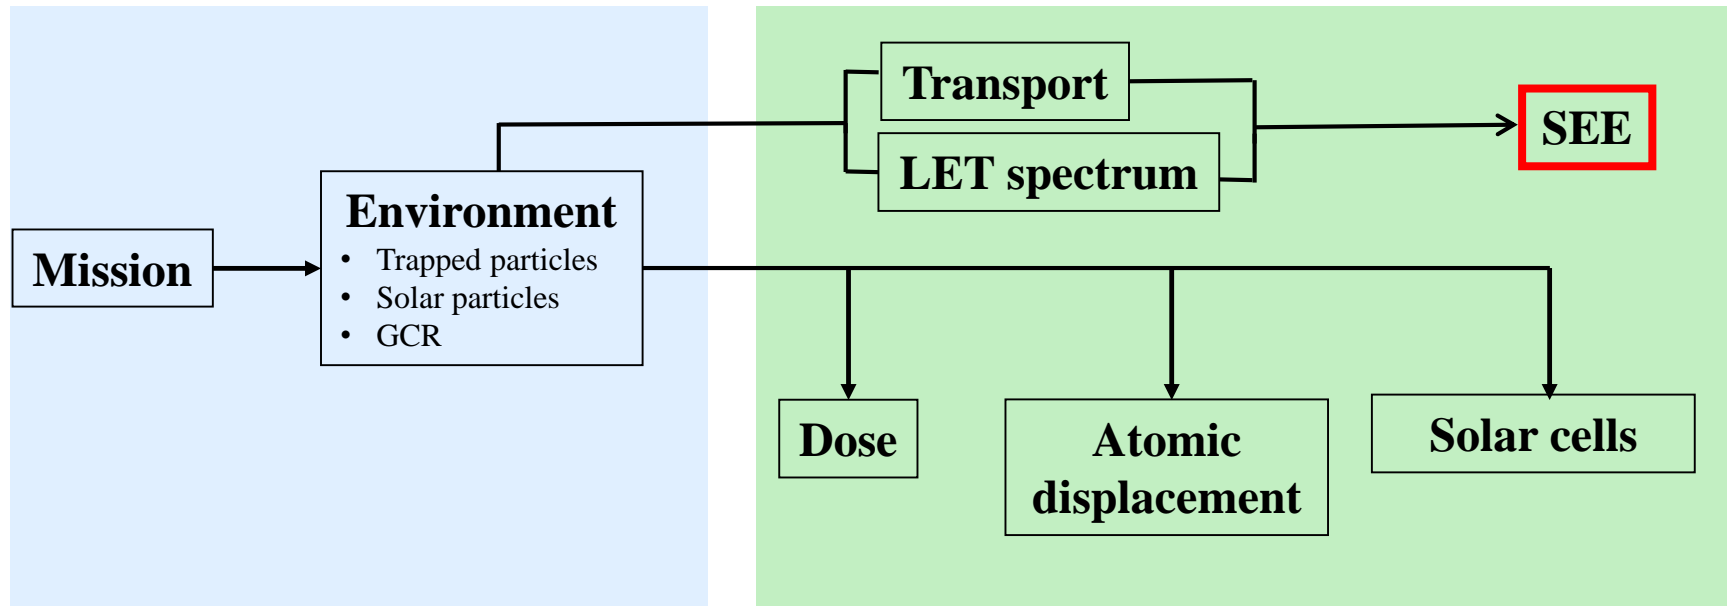 Mission
Environment
• Trapped particles
• Solar particles
• GCR
Transport
LET spectrum
SEE
Dose
Atomic
displacement
Solar cells